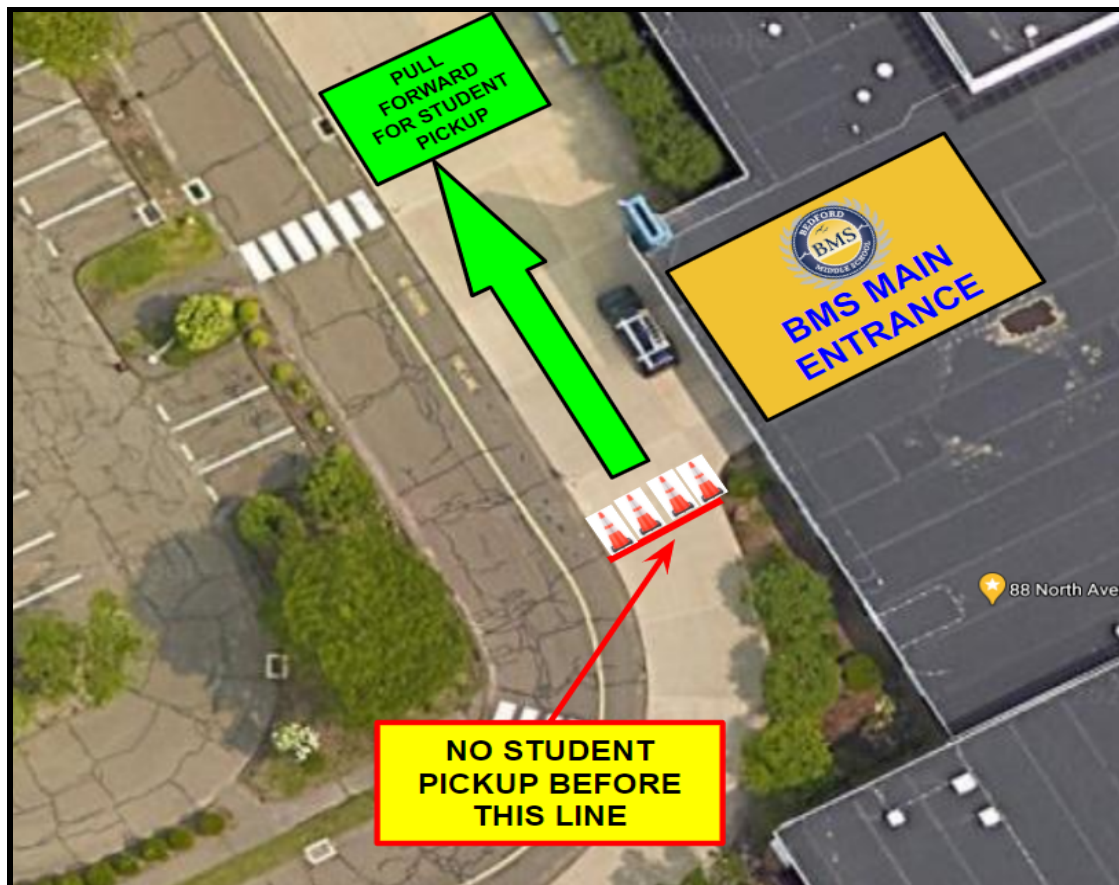 PULL
FORWARD
FOR STUDENT
PICKUP
BEDFORD
BMS
MIDDLE SCHOOL
BMS MAIN
ENTRANCE
88 North Ave
NO STUDENT
PICKUP BEFORE
THIS LINE